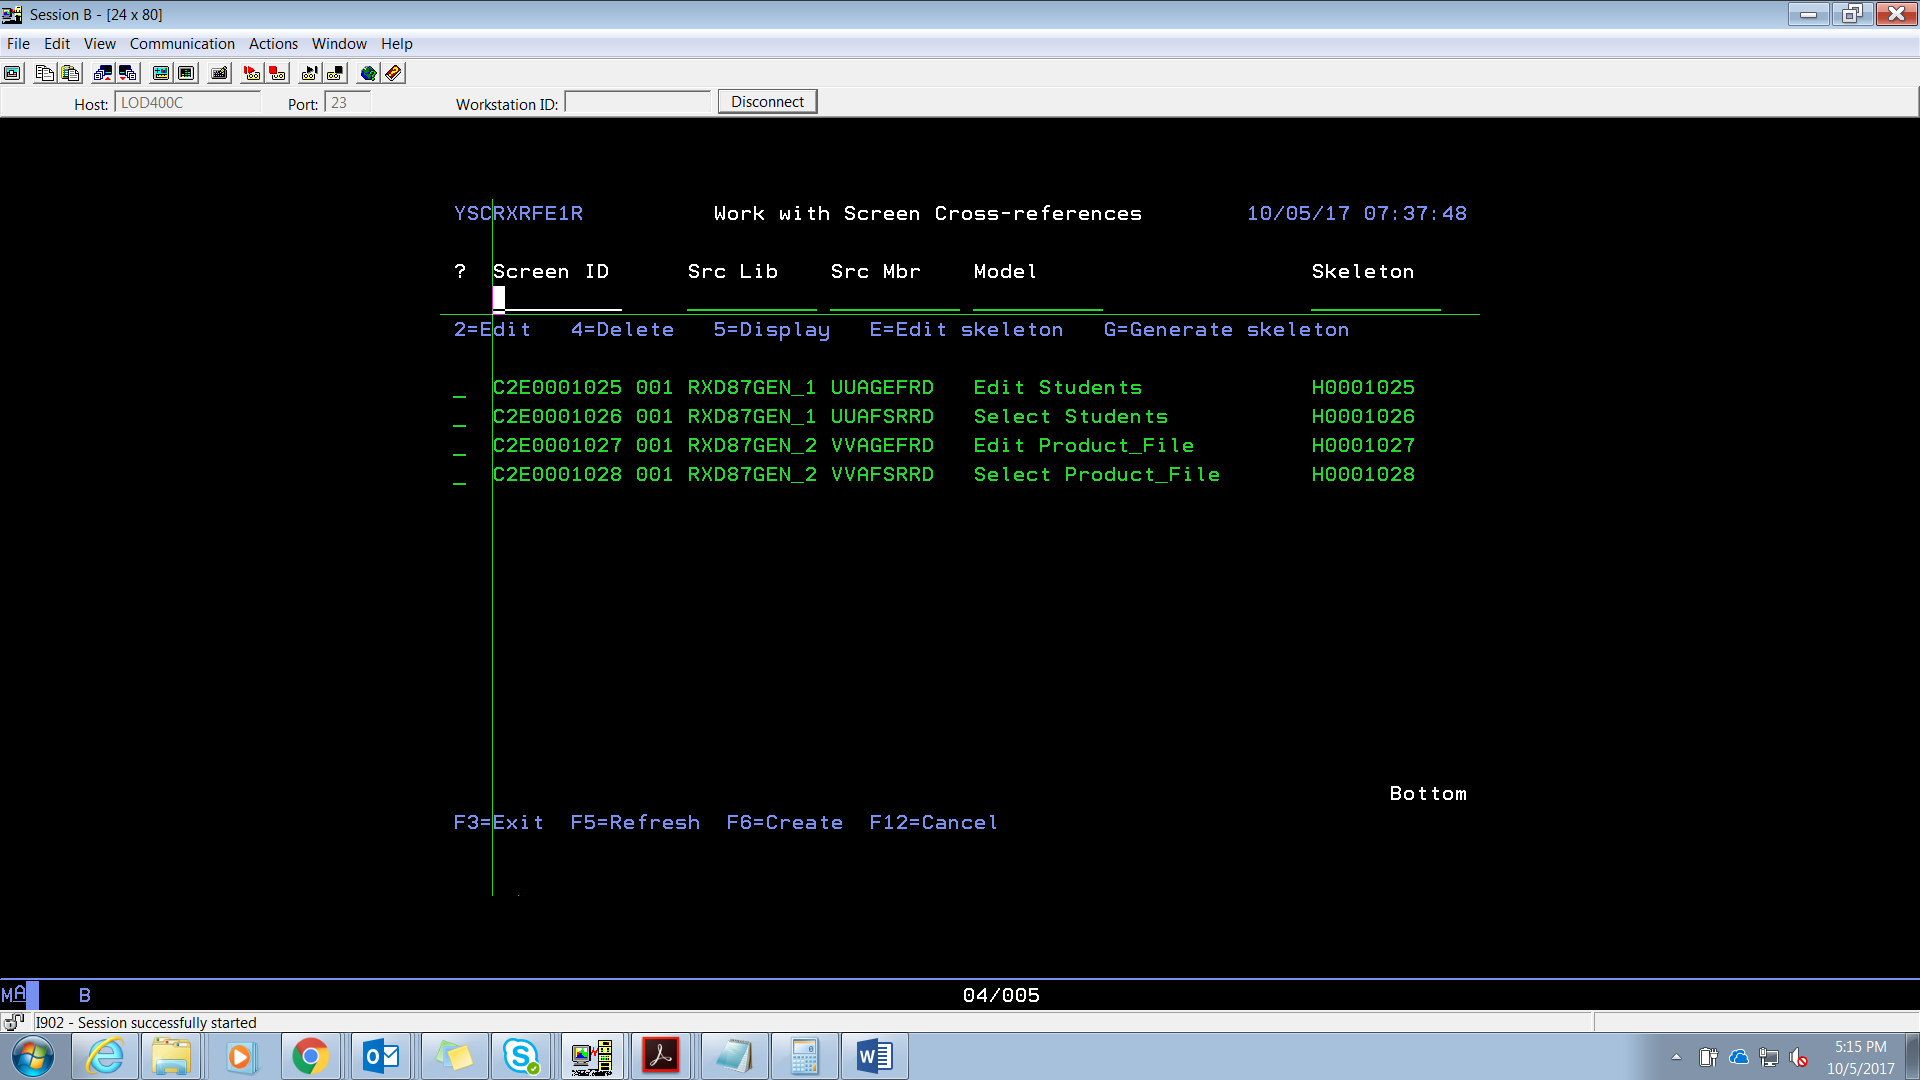 Session B - [24 x 80]
File Edit View Communication Actions Window Help
Host: LOD400C Port: 23 Workstation ID: Disconnect
YSCRXRFE1R Work with Screen Cross-references 10/05/17 07:37:48
? Screen ID Src Lib Src Mbr Model Skeleton
2=Edit 4=Delete 5=Display E=Edit skeleton G=Generate skeleton
_ C2E0001025 001 RXD87GEN_1 UUAGEFRD Edit Students H0001025
_ C2E0001026 001 RXD87GEN_1 UUAFSRRD Select Students H0001026
_ C2E0001027 001 RXD87GEN_2 VVAGEFRD Edit Product_File H0001027
_ C2E0001028 001 RXD87GEN_2 VVAFSRRD Select Product_File H0001028
Bottom
F3=Exit F5=Refresh F6=Create F12=Cancel
MA B 04/005
I902 - Session successfully started
5:15 PM
10/5/2017